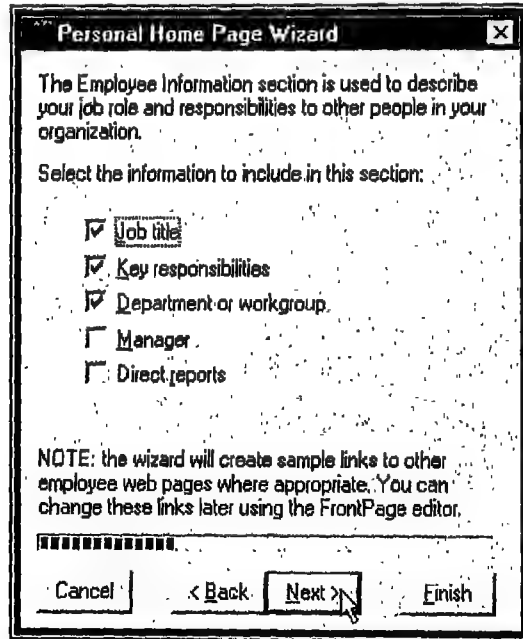 Personal Home Page Wizard
The Employee Information section is used to describe
your job role and responsibilities to other people in your
organization.
Select the information to include in this section:
Job title
Key responsibilities
Department or workgroup
Manager
Direct reports
NOTE: the wizard will create sample links to other
employee web pages where appropriate. You can
change these links later using the FrontPage editor.
Cancel
< Back
Next >
Finish